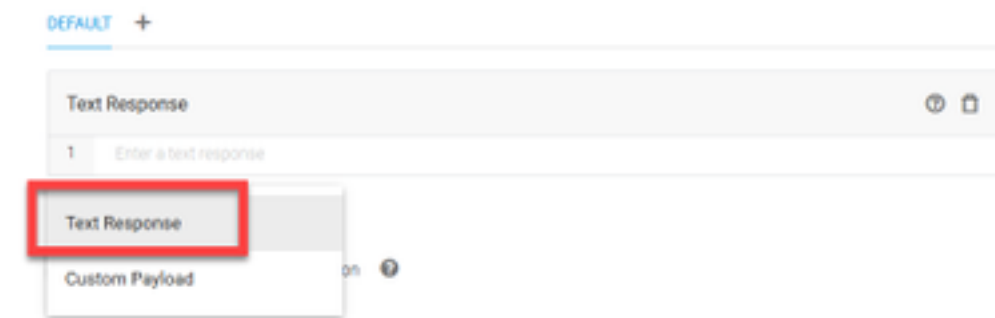 DEFAULT +
Text Response
1 Enter a text response
Text Response
on
Custom Payload